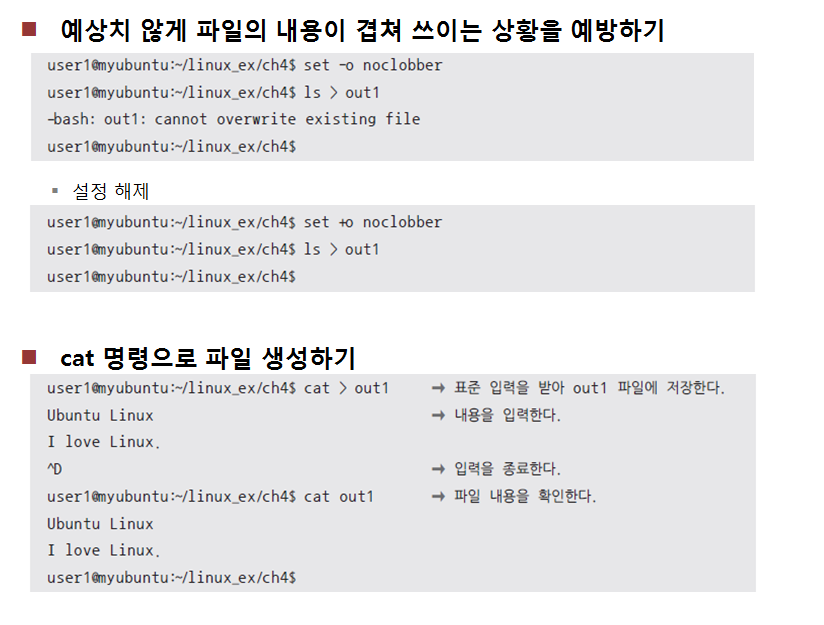 예상치 않게 파일의 내용이 겹쳐 쓰이는 상황을 예방하기
user1@myubuntu:~/linux_ex/ch4$ set -o noclobber
user1@myubuntu:~/linux_ex/ch4$ ls > out1
-bash: out1: cannot overwrite existing file
user1@myubuntu:~/linux_ex/ch4$
설정 해제
user1@myubuntu:~/linux_ex/ch4$ set +o noclobber
user1@myubuntu:~/linux_ex/ch4$ ls > out1
user1@myubuntu:~/linux_ex/ch4$
cat 명령으로 파일 생성하기
user1@myubuntu:~/linux_ex/ch4$ cat > out1 → 표준 입력을 받아 out1 파일에 저장한다.
Ubuntu Linux → 내용을 입력한다.
I love Linux.
^D → 입력을 종료한다.
user1@myubuntu:~/linux_ex/ch4$ cat out1 → 파일 내용을 확인한다.
Ubuntu Linux
I love Linux.
user1@myubuntu:~/linux_ex/ch4$